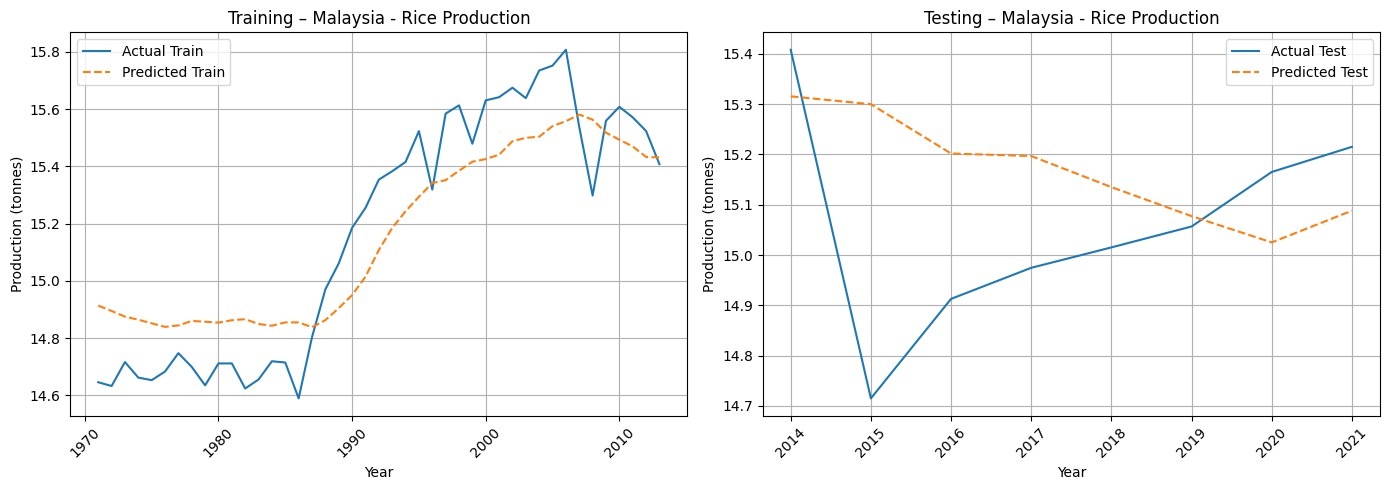 Training – Malaysia - Rice Production
Actual Train
Predicted Train
Production (tonnes)
15.8
15.6
15.4
15.2
15.0
14.8
14.6
1970
1980
1990
2000
2010
Year
Testing – Malaysia - Rice Production
Actual Test
Predicted Test
Production (tonnes)
15.4
15.3
15.2
15.1
15.0
14.9
14.8
14.7
2014
2015
2016
2017
2018
2019
2020
2021
Year